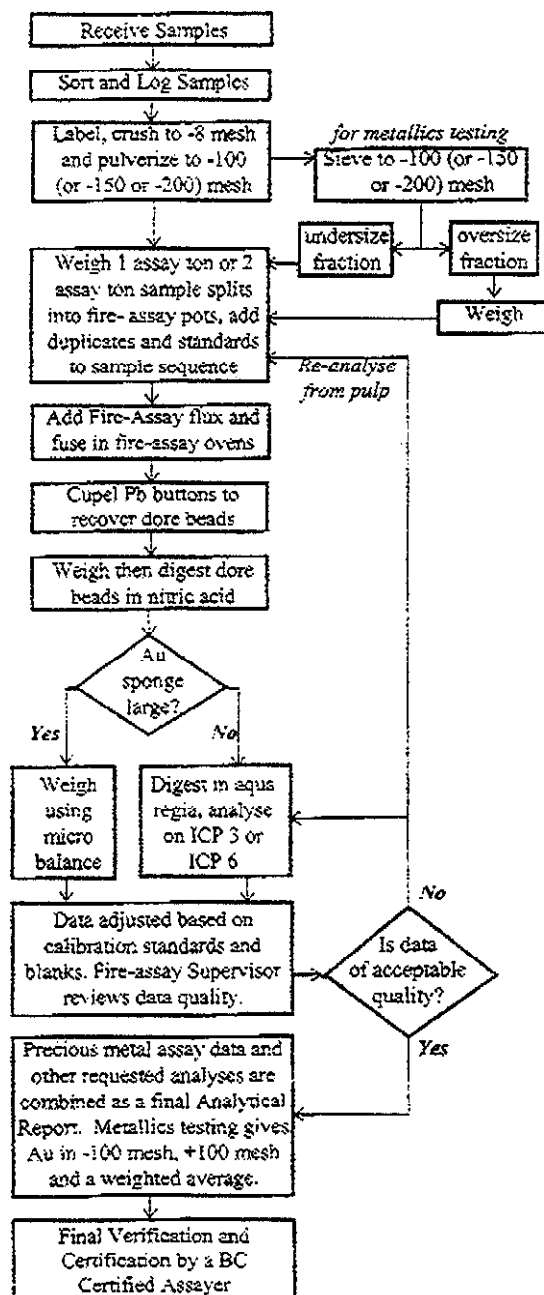 Receive Samples
Sort and Log Samples
Label, crush to -8 mesh
and pulverize to -100
(or -150 or -200) mesh
for metallics testing
Sieve to -100 (or -150
or -200) mesh
undersize
fraction
oversize
fraction
Weigh
Weigh 1 assay ton or 2
assay ton sample splits
into fire- assay pots, add
duplicates and standards
to sample sequence
Re-analyse
from pulp
Add Fire-Assay flux and
fuse in fire-assay ovens
Cupel Pb buttons to
recover dore beads
Weigh then digest dore
beads in nitric acid
Au
sponge
large?
Yes
No
Weigh
using
micro
balance
Digest in aqua
regia, analyse
on ICP 3 or
ICP 6
Data adjusted based on
calibration standards and
blanks. Fire-assay Supervisor
reviews data quality.
No
Is data
of acceptable
quality?
Yes
Precious metal assay data and
other requested analyses are
combined as a final Analytical
Report. Metallics testing gives
Au in -100 mesh, +100 mesh
and a weighted average.
Final Verification and
Certification by a BC
Certified Assayer